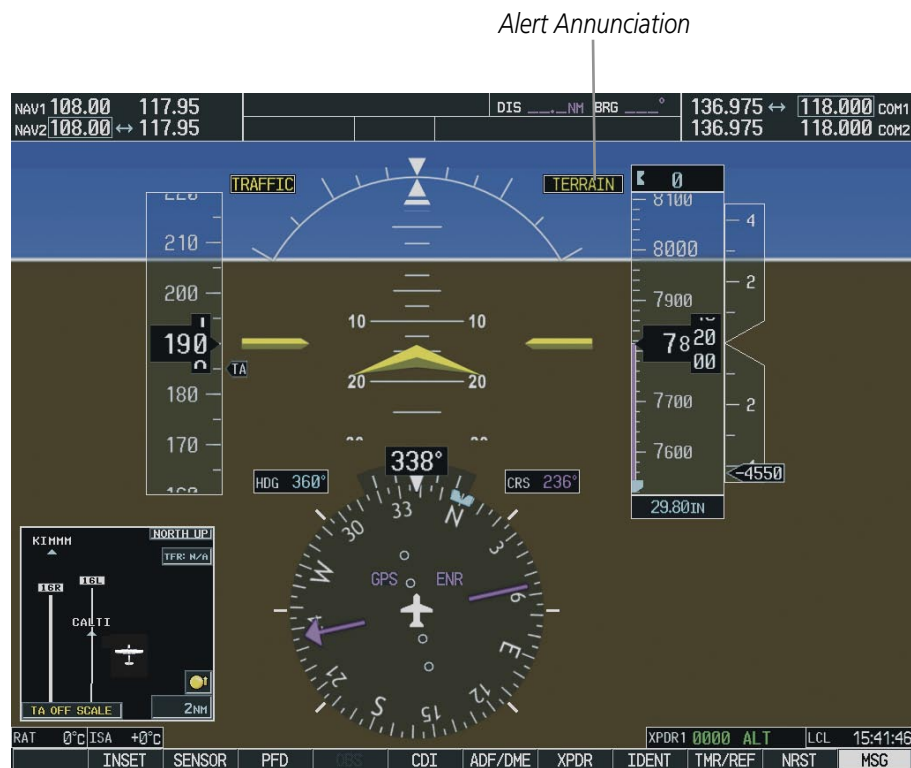 Alert Annunciation
NAV1 108.00 117.95
NAV2 108.00 ↔ 117.95
DIS __._NM BRG ___°
136.975 ↔ 118.000 COM1
136.975 118.000 COM2
TRAFFIC
TERRAIN
0
210
200
190
TA
180
170
10 10
20 20
8100
8000
7900
78 20
00
7700
7600
29.80IN
4
2
2
-4550
338°
HDG 360°
CRS 236°
33
N
3
6
E
12
15
S
21
W
30
GPS ENR
NORTH UP
KIMMM
TFR: N/A
16R
16L
CALTI
TA OFF SCALE
2NM
RAT 0°C ISA +0°C
XPDR1 0000 ALT LCL 15:41:46
INSET SENSOR PFD OBS CDI ADF/DME XPDR IDENT TMR/REF NRST MSG